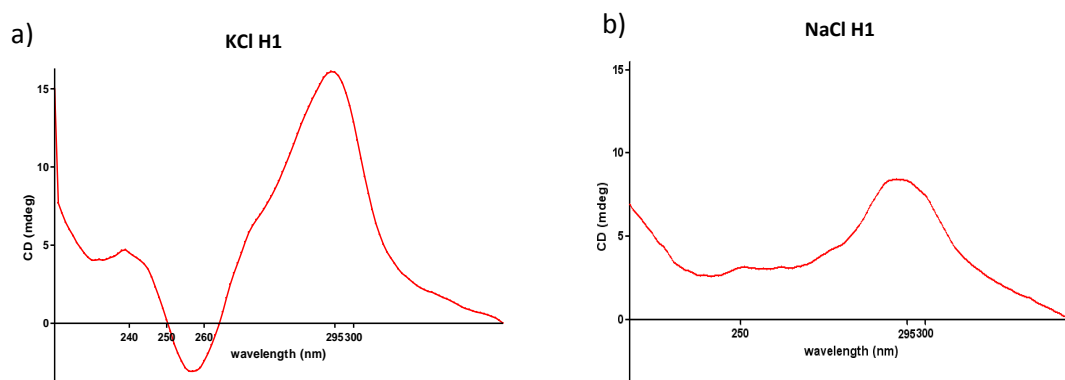 a)
KCl H1
CD (mdeg)
15
10
5
0
240 250 260 295300
wavelength (nm)
b)
NaCl H1
CD (mdeg)
15
10
5
0
250 295300
wavelength (nm)